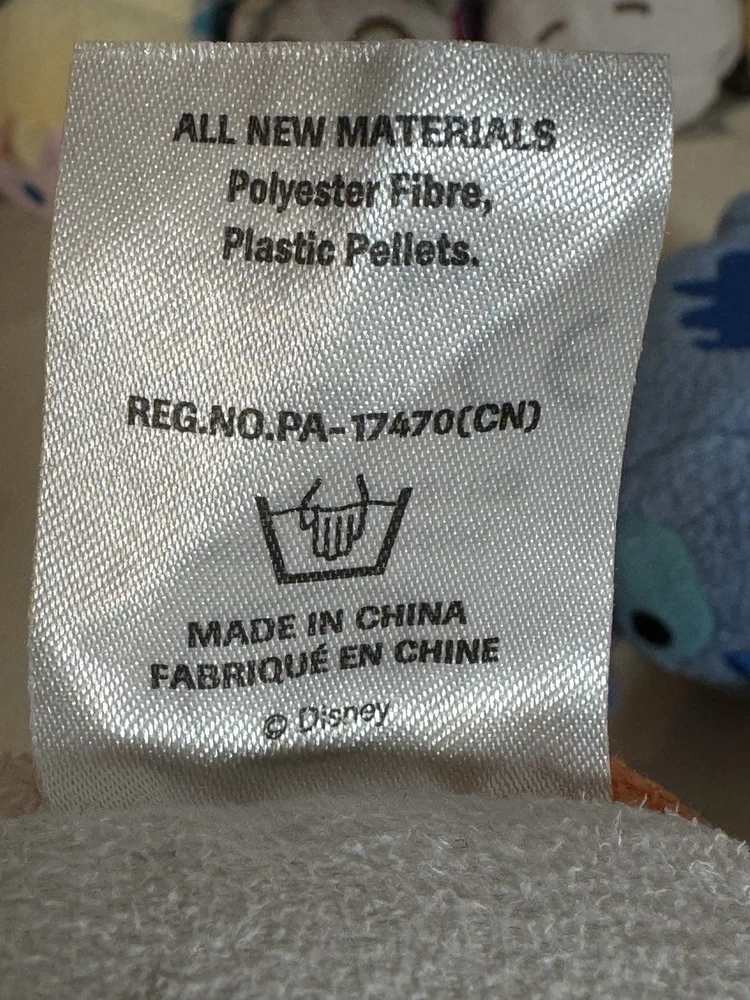 ALL NEW MATERIALS
Polyester Fibre,
Plastic Pellets.
REG.NO.PA-17470(CN)
MADE IN CHINA
FABRIQUÉ EN CHINE
© Disney